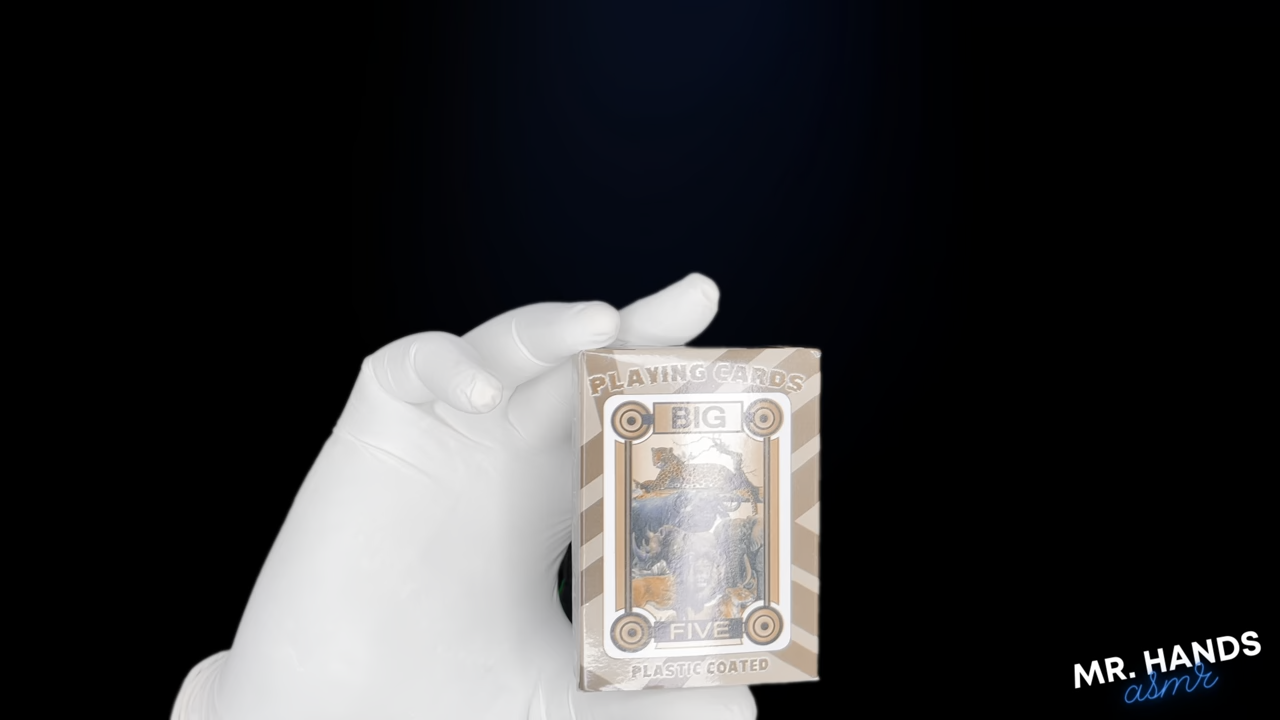 PLAYING CARDS
BIG
FIVE
PLASTIC COATED
MR. HANDS
asmr